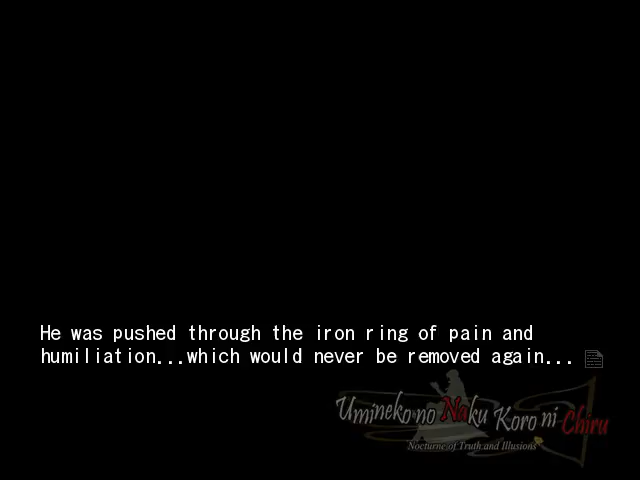 He was pushed through the iron ring of pain and
humiliation...which would never be removed again...
Umineko no Naku Koro ni Chiru
Nocturne of Truth and Illusions